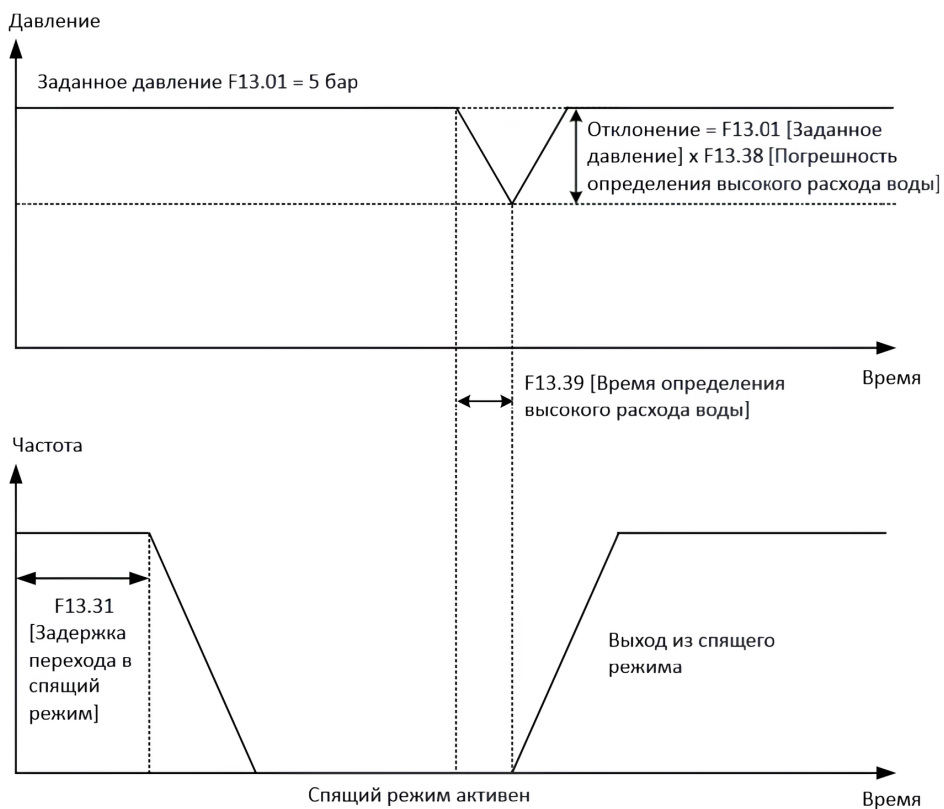 Давление
Заданное давление F13.01 = 5 бар
Отклонение = F13.01 [Заданное
давление] x F13.38 [Погрешность
определения высокого расхода воды]
Время
F13.39 [Время определения
высокого расхода воды]
Частота
F13.31
[Задержка
перехода в
спящий
режим]
Выход из спящего
режима
Спящий режим активен
Время